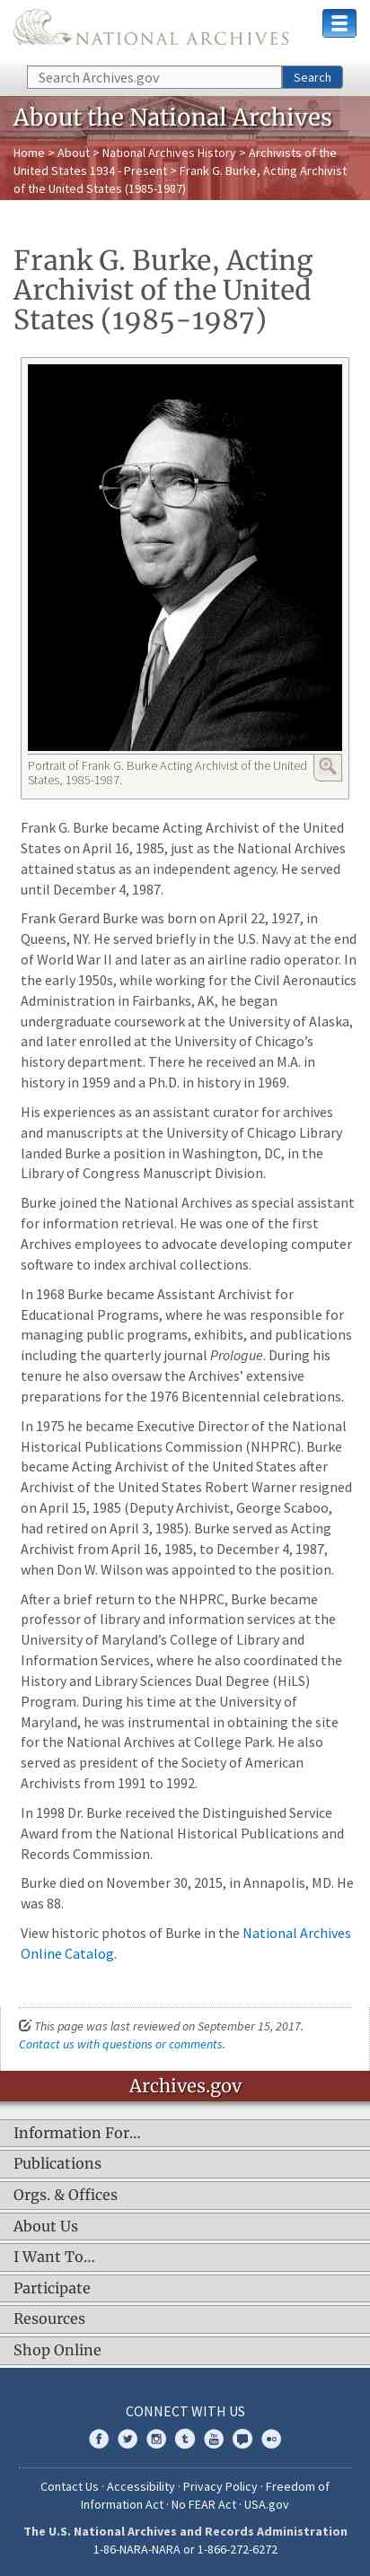 NATIONAL ARCHIVES
Search Archives.gov
Search
About the National Archives
Home > About > National Archives History > Archivists of the
United States 1934 - Present > Frank G. Burke, Acting Archivist
of the United States (1985-1987)
Frank G. Burke, Acting
Archivist of the United
States (1985-1987)
Portrait of Frank G. Burke Acting Archivist of the United
States, 1985-1987.
Frank G. Burke became Acting Archivist of the United
States on April 16, 1985, just as the National Archives
attained status as an independent agency. He served
until December 4, 1987.
Frank Gerard Burke was born on April 22, 1927, in
Queens, NY. He served briefly in the U.S. Navy at the end
of World War II and later as an airline radio operator. In
the early 1950s, while working for the Civil Aeronautics
Administration in Fairbanks, AK, he began
undergraduate coursework at the University of Alaska,
and later enrolled at the University of Chicago's
history department. There he received an M.A. in
history in 1959 and a Ph.D. in history in 1969.
His experiences as an assistant curator for archives
and manuscripts at the University of Chicago Library
landed Burke a position in Washington, DC, in the
Library of Congress Manuscript Division.
Burke joined the National Archives as special assistant
for information retrieval. He was one of the first
Archives employees to advocate developing computer
software to index archival collections.
In 1968 Burke became Assistant Archivist for
Educational Programs, where he was responsible for
managing public programs, exhibits, and publications
including the quarterly journal Prologue. During his
tenure he also oversaw the Archives' extensive
preparations for the 1976 Bicentennial celebrations.
In 1975 he became Executive Director of the National
Historical Publications Commission (NHPRC). Burke
became Acting Archivist of the United States after
Archivist of the United States Robert Warner resigned
on April 15, 1985 (Deputy Archivist, George Scaboo,
had retired on April 3, 1985). Burke served as Acting
Archivist from April 16, 1985, to December 4, 1987,
when Don W. Wilson was appointed to the position.
After a brief return to the NHPRC, Burke became
professor of library and information services at the
University of Maryland's College of Library and
Information Services, where he also coordinated the
History and Library Sciences Dual Degree (HiLS)
Program. During his time at the University of
Maryland, he was instrumental in obtaining the site
for the National Archives at College Park. He also
served as president of the Society of American
Archivists from 1991 to 1992.
In 1998 Dr. Burke received the Distinguished Service
Award from the National Historical Publications and
Records Commission.
Burke died on November 30, 2015, in Annapolis, MD. He
was 88.
View historic photos of Burke in the National Archives
Online Catalog.
This page was last reviewed on September 15, 2017.
Contact us with questions or comments.
Archives.gov
Information For...
Publications
Orgs. & Offices
About Us
I Want To...
Participate
Resources
Shop Online
CONNECT WITH US
Contact Us · Accessibility · Privacy Policy · Freedom of
Information Act · No FEAR Act · USA.gov
The U.S. National Archives and Records Administration
1-86-NARA-NARA or 1-866-272-6272